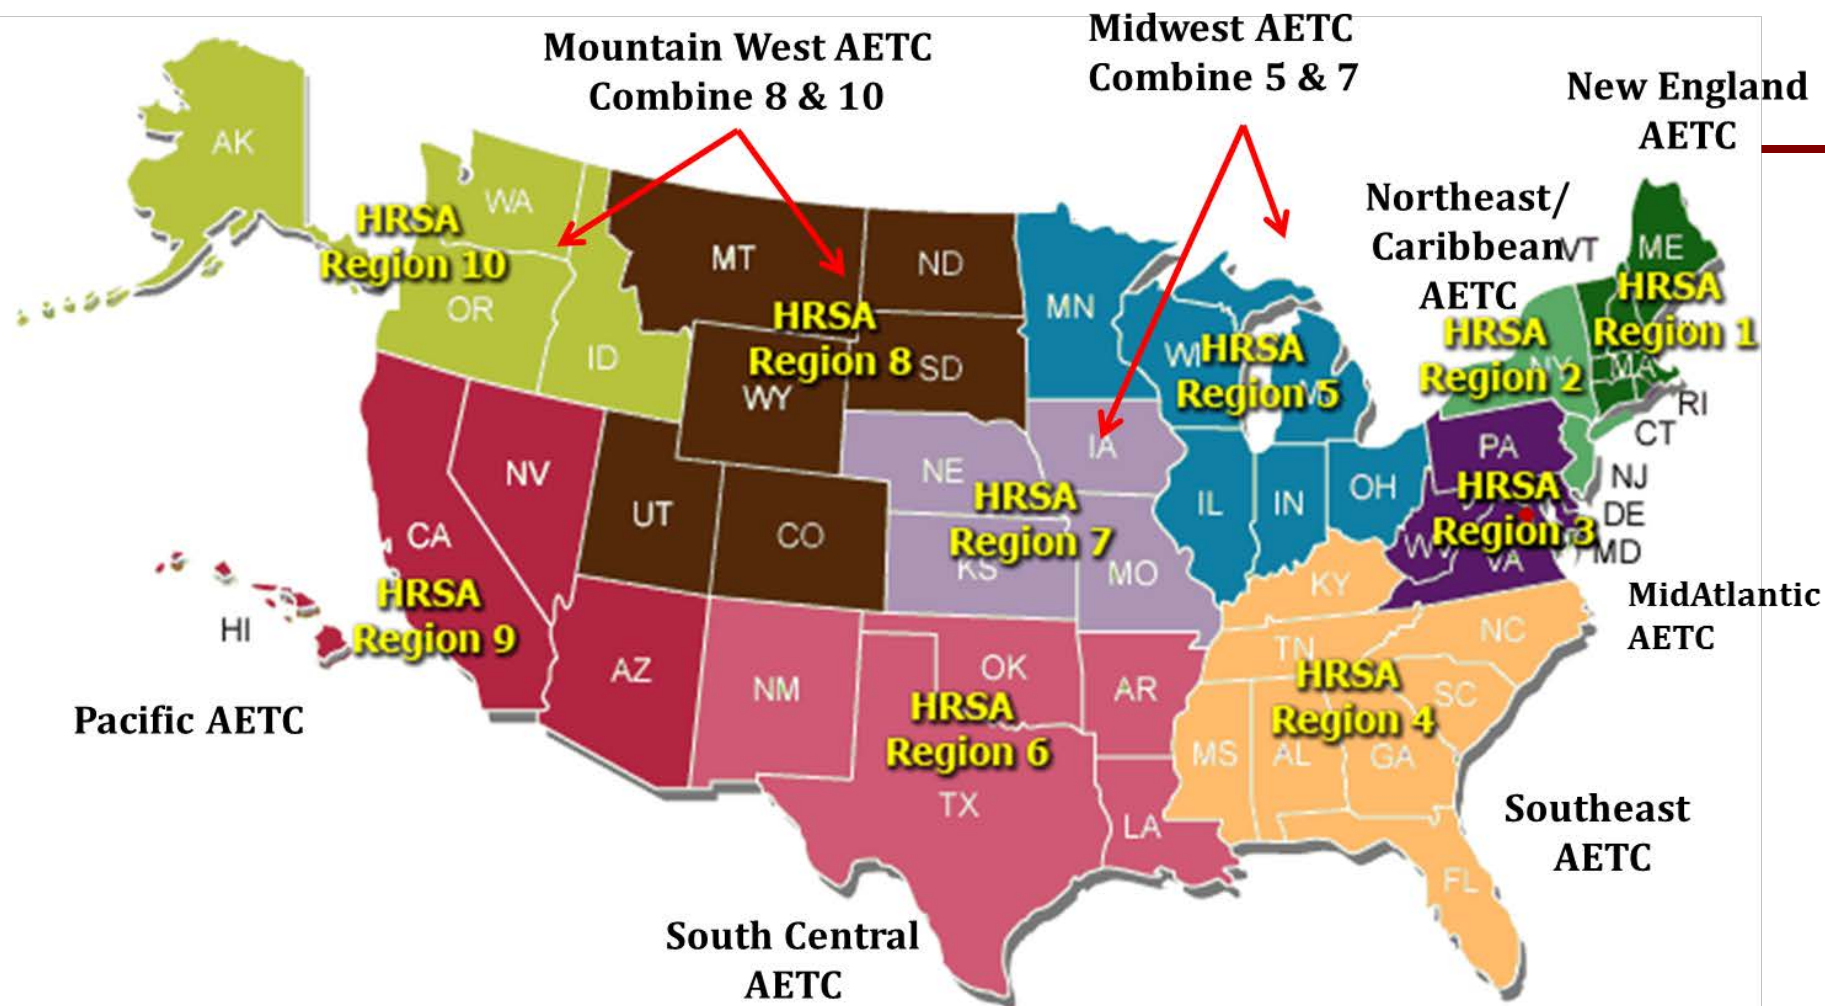 Mountain West AETC
Combine 8 & 10
Midwest AETC
Combine 5 & 7
New England
AETC
Northeast/
Caribbean
AETC
AK
WA
HRSA
Region 10
OR
ID
MT
ND
HRSA
Region 8
SD
WY
UT
CO
MN
WI
HRSA
Region 5
VT
ME
HRSA
Region 1
MA
HRSA
Region 2
NY
RI
CT
NJ
DE
MD
PA
HRSA
Region 3
WV
VA
NE
IA
HRSA
Region 7
KS
MO
IL
IN
OH
NV
CA
HRSA
Region 9
HI
AZ
Pacific AETC
NM
OK
AR
HRSA
Region 6
TX
LA
KY
TN
NC
HRSA
Region 4
SC
MS
AL
GA
FL
MidAtlantic
AETC
Southeast
AETC
South Central
AETC